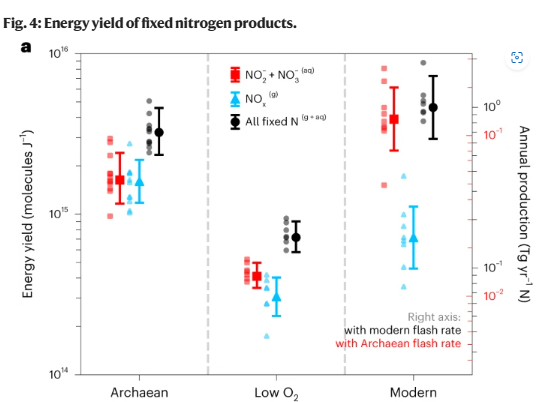 Fig. 4: Energy yield of fixed nitrogen products.
a
10¹⁶
10¹⁵
10¹⁴
Energy yield (molecules J⁻¹)
NO₂⁻ + NO₃⁻ (aq)
NOₓ (g)
All fixed N (g + aq)
10⁰
10⁻¹
10⁻¹
10⁻²
Annual production (Tg yr⁻¹ N)
Right axis:
with modern flash rate
with Archaean flash rate
Archaean
Low O₂
Modern